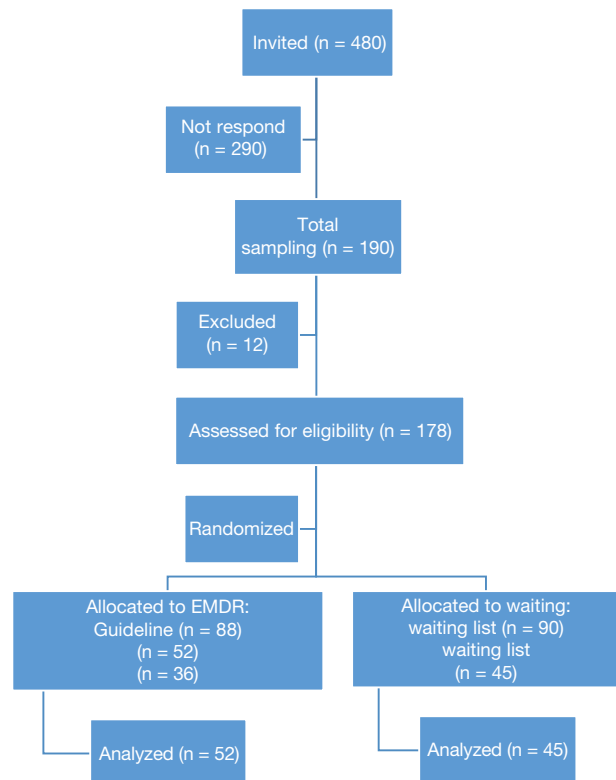 Invited (n = 480)
Not respond
(n = 290)
Total
sampling (n = 190)
Excluded
(n = 12)
Assessed for eligibility (n = 178)
Randomized
Allocated to EMDR:
Guideline (n = 88)
(n = 52)
(n = 36)
Allocated to waiting:
waiting list (n = 90)
waiting list
(n = 45)
Analyzed (n = 52)
Analyzed (n = 45)